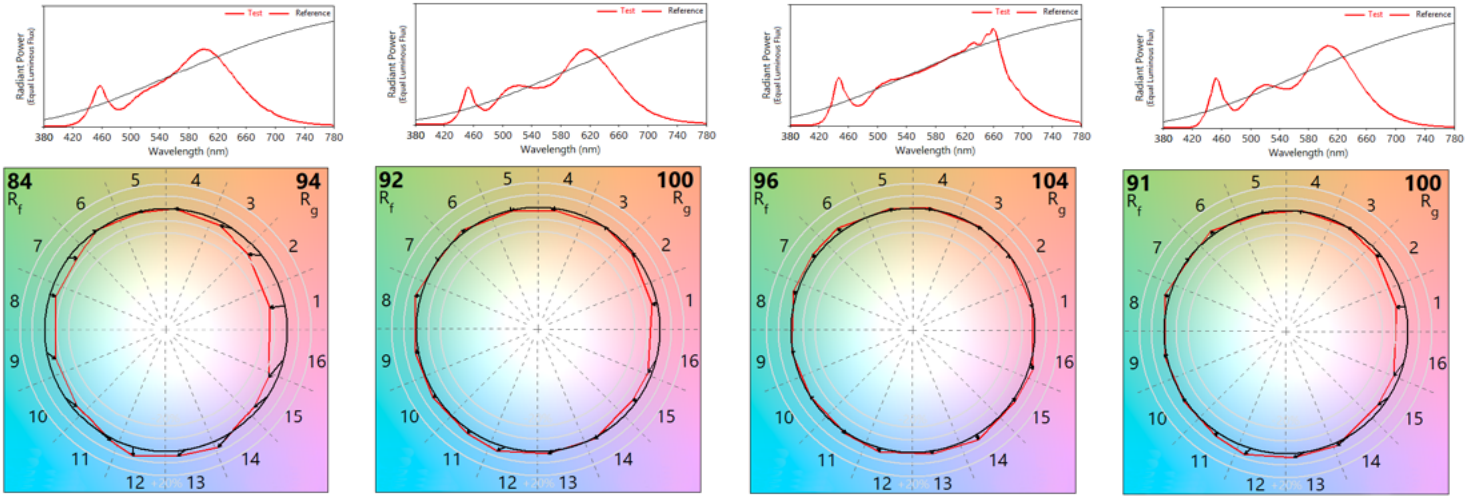 Test Reference
Radiant Power
(Equal Luminous Flux)
380 420 460 500 540 580 620 660 700 740 780
Wavelength (nm)
84
Rf
94
Rg
1
2
3
4
5
6
7
8
9
10
11
12 +20% 13
14
15
16
Test Reference
Radiant Power
(Equal Luminous Flux)
380 420 460 500 540 580 620 660 700 740 780
Wavelength (nm)
92
Rf
100
Rg
1
2
3
4
5
6
7
8
9
10
11
12 +20% 13
14
15
16
Test Reference
Radiant Power
(Equal Luminous Flux)
380 420 460 500 540 580 620 660 700 740 780
Wavelength (nm)
96
Rf
104
Rg
1
2
3
4
5
6
7
8
9
10
11
12 +20% 13
14
15
16
Test Reference
Radiant Power
(Equal Luminous Flux)
380 420 460 500 540 580 620 660 700 740 780
Wavelength (nm)
91
Rf
100
Rg
1
2
3
4
5
6
7
8
9
10
11
12 +20% 13
14
15
16